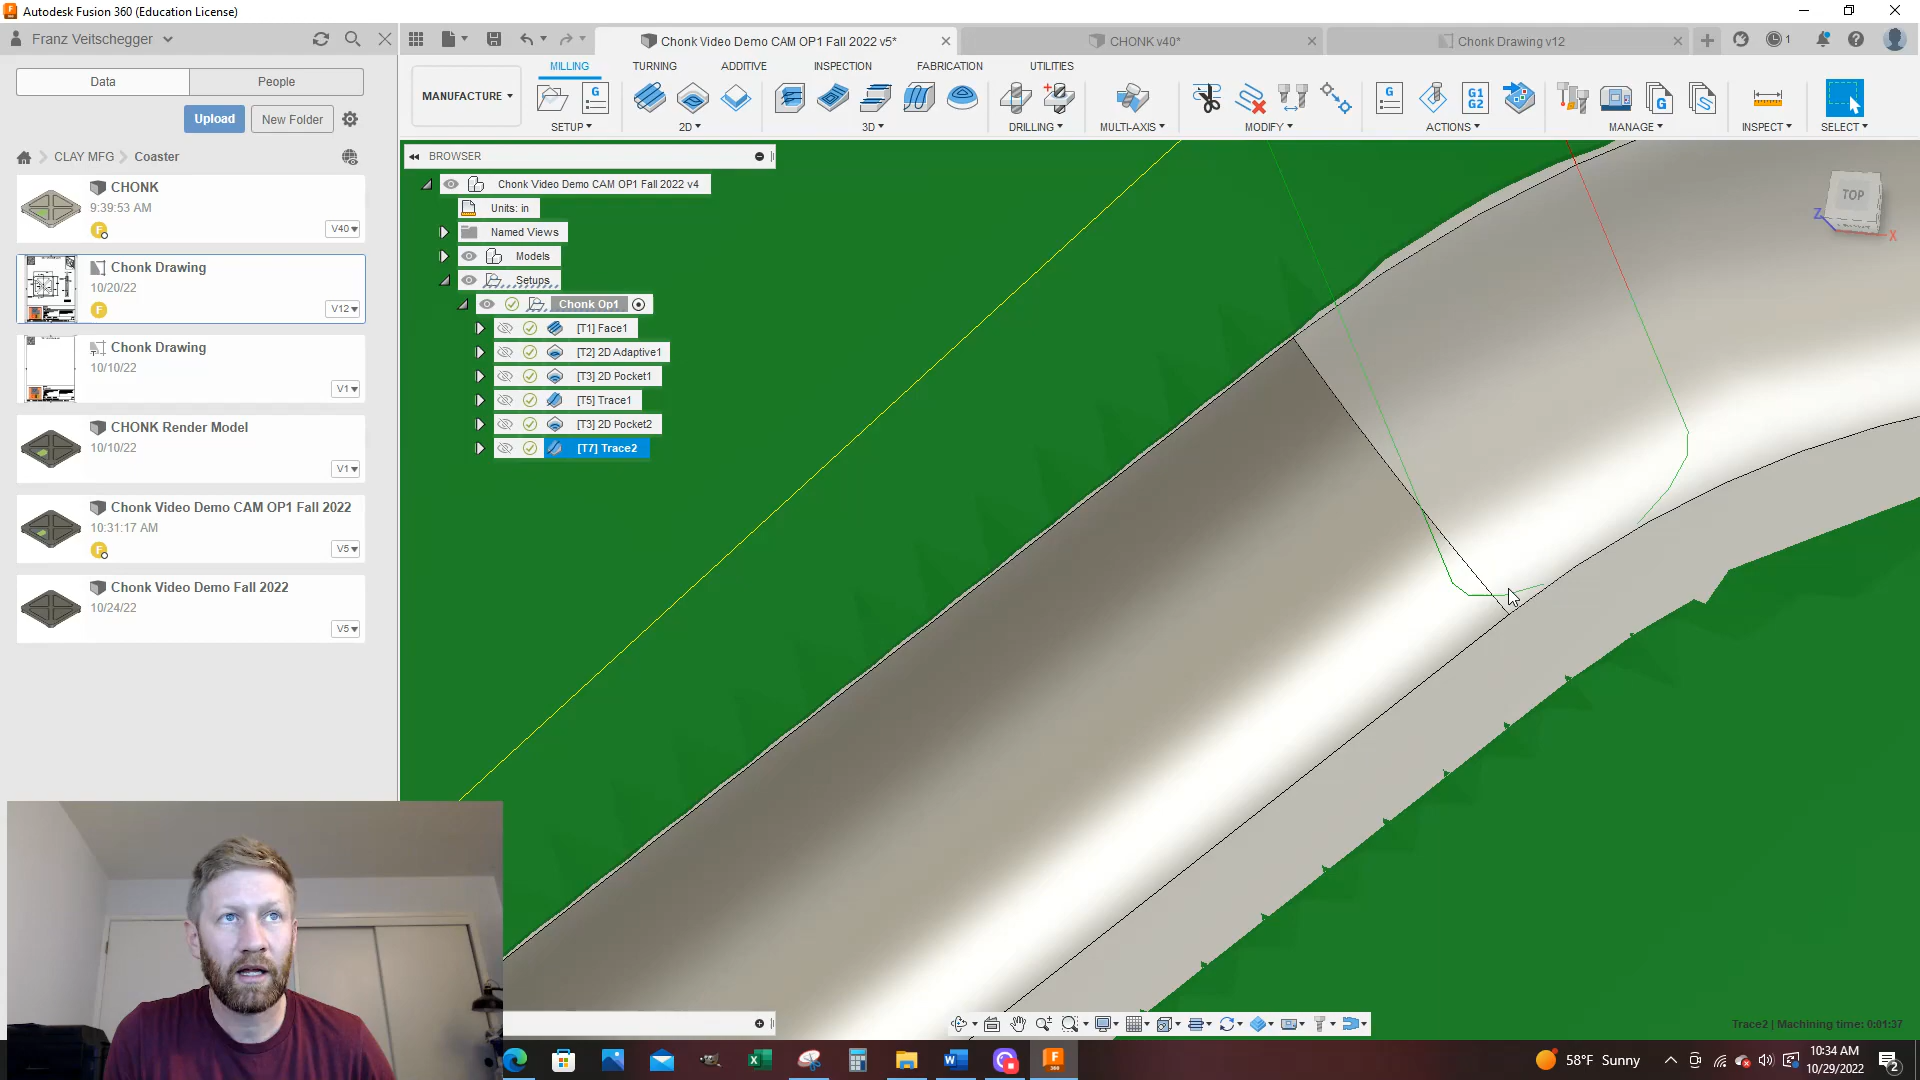 Autodesk Fusion 360 (Education License)
Franz Veitschegger
Data
People
Upload
New Folder
CLAY MFG
Coaster
CHONK
9:39:53 AM
V40
Chonk Drawing
10/20/22
V12
Chonk Drawing
10/10/22
V1
CHONK Render Model
10/10/22
V1
Chonk Video Demo CAM OP1 Fall 2022
10:31:17 AM
V5
Chonk Video Demo Fall 2022
10/24/22
V5
Chonk Video Demo CAM OP1 Fall 2022 v5*
CHONK v40*
Chonk Drawing v12
1
MANUFACTURE
MILLING
TURNING
ADDITIVE
INSPECTION
FABRICATION
UTILITIES
G
G1
G2
G
SETUP
2D
3D
DRILLING
MULTI-AXIS
MODIFY
ACTIONS
MANAGE
INSPECT
SELECT
BROWSER
Chonk Video Demo CAM OP1 Fall 2022 v4
Units: in
Named Views
Models
Setups
Chonk Op1
[T1] Face1
[T2] 2D Adaptive1
[T3] 2D Pocket1
[T5] Trace1
[T3] 2D Pocket2
[T7] Trace2
TOP
Z
X
Trace2 | Machining time: 0:01:37
58°F Sunny
10:34 AM
10/29/2022
2